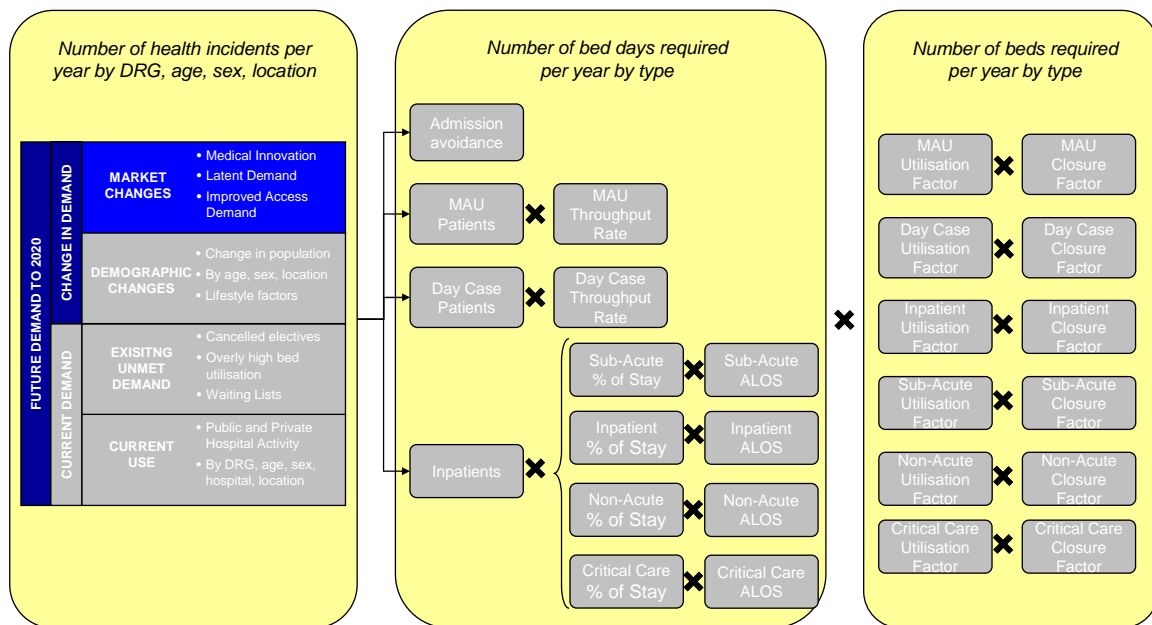 Number of health incidents per
year by DRG, age, sex, location
FUTURE DEMAND TO 2020
CHANGE IN DEMAND
MARKET
CHANGES
• Medical Innovation
• Latent Demand
• Improved Access
Demand
DEMOGRAPHIC
CHANGES
• Change in population
• By age, sex, location
• Lifestyle factors
CURRENT DEMAND
EXISITNG
UNMET
DEMAND
• Cancelled electives
• Overly high bed
utilisation
• Waiting Lists
CURRENT
USE
• Public and Private
Hospital Activity
• By DRG, age, sex,
hospital, location
Number of bed days required
per year by type
Admission
avoidance
MAU
Patients
MAU
Throughput
Rate
Day Case
Patients
Day Case
Throughput
Rate
Inpatients
Sub-Acute
% of Stay
Sub-Acute
ALOS
Inpatient
% of Stay
Inpatient
ALOS
Non-Acute
% of Stay
Non-Acute
ALOS
Critical Care
% of Stay
Critical Care
ALOS
Number of beds required
per year by type
MAU
Utilisation
Factor
MAU
Closure
Factor
Day Case
Utilisation
Factor
Day Case
Closure
Factor
Inpatient
Utilisation
Factor
Inpatient
Closure
Factor
Sub-Acute
Utilisation
Factor
Sub-Acute
Closure
Factor
Non-Acute
Utilisation
Factor
Non-Acute
Closure
Factor
Critical Care
Utilisation
Factor
Critical Care
Closure
Factor